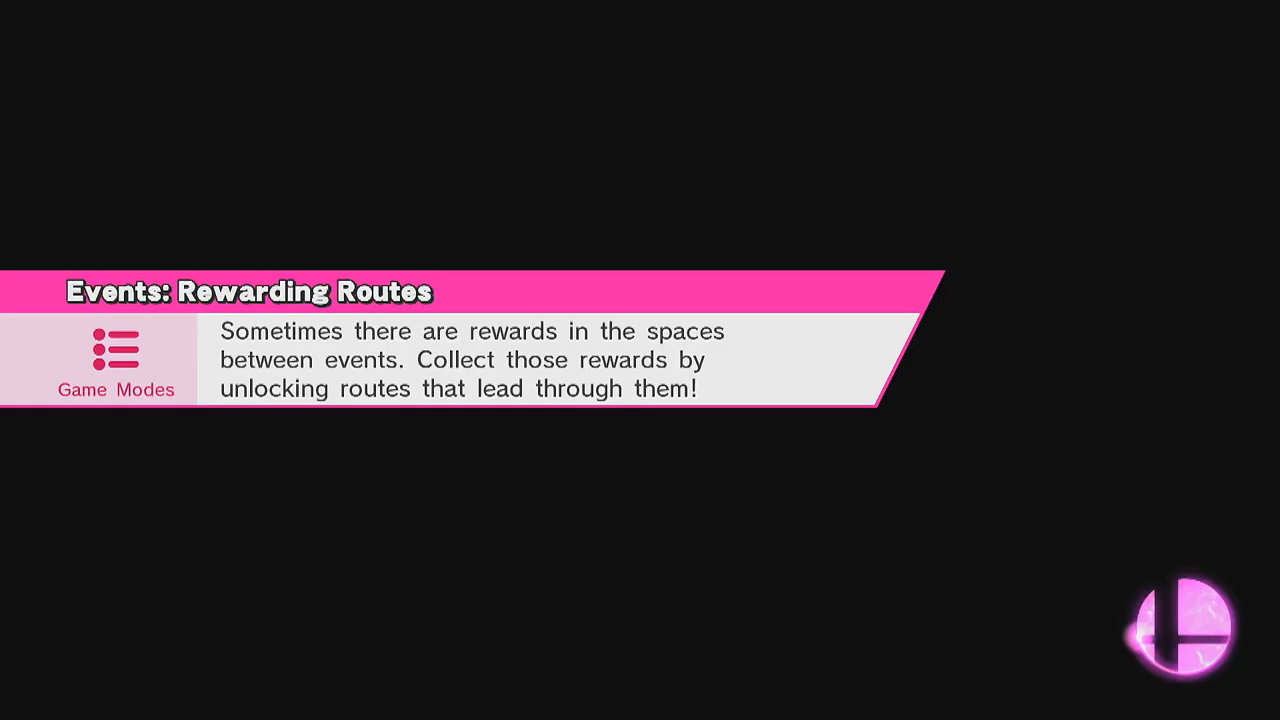 Events: Rewarding Routes
Sometimes there are rewards in the spaces
between events. Collect those rewards by
unlocking routes that lead through them!
Game Modes